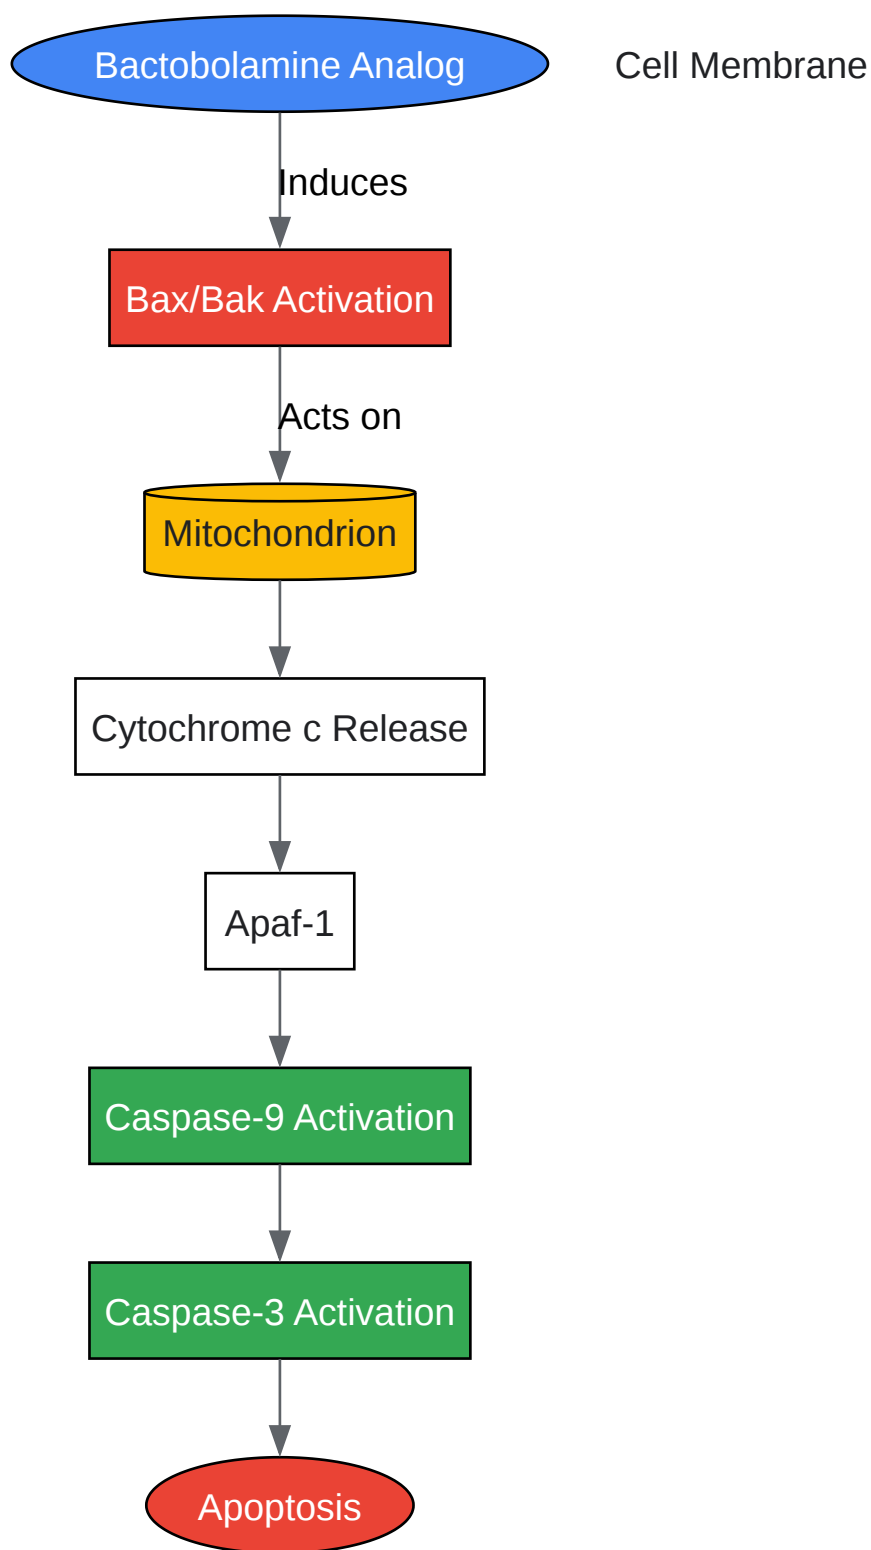 Bactobolamine Analog
Cell Membrane
Induces
Bax/Bak Activation
Acts on
Mitochondrion
Cytochrome c Release
Apaf-1
Caspase-9 Activation
Caspase-3 Activation
Apoptosis